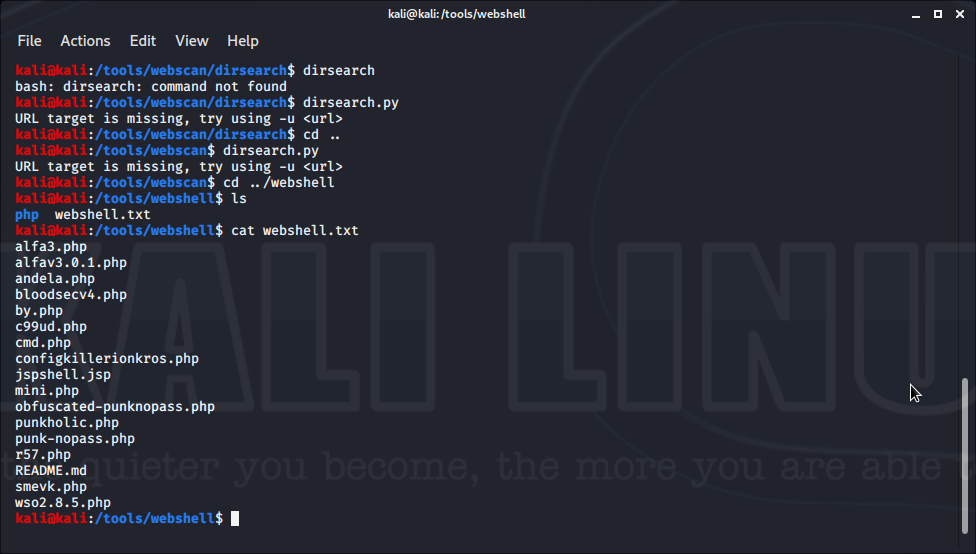 kali@kali:/tools/webshell
File Actions Edit View Help
kali@kali:/tools/webscan/dirsearch$ dirsearch
bash: dirsearch: command not found
kali@kali:/tools/webscan/dirsearch$ dirsearch.py
URL target is missing, try using -u <url>
kali@kali:/tools/webscan/dirsearch$ cd ..
kali@kali:/tools/webscan$ dirsearch.py
URL target is missing, try using -u <url>
kali@kali:/tools/webscan$ cd ../webshell
kali@kali:/tools/webshell$ ls
php webshell.txt
kali@kali:/tools/webshell$ cat webshell.txt
alfa3.php
alfav3.0.1.php
andela.php
bloodsecv4.php
by.php
c99ud.php
cmd.php
configkillerionkros.php
jspshell.jsp
mini.php
obfuscated-punknopass.php
punkholic.php
punk-nopass.php
r57.php
README.md
smevk.php
wso2.8.5.php
kali@kali:/tools/webshell$
KALI LINU
quieter you become, the more you are able